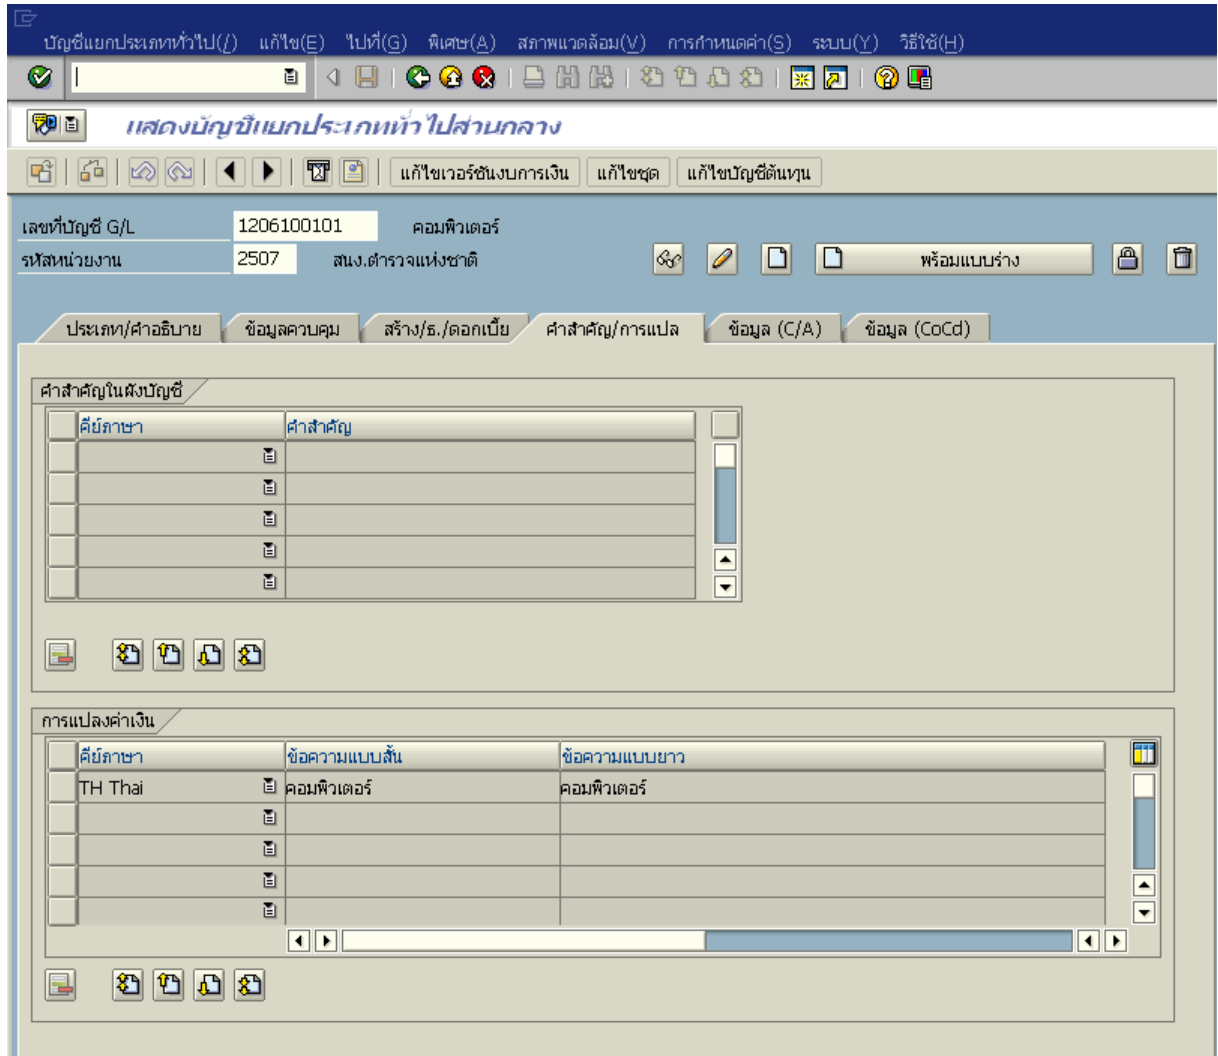 บัญชีแยกประเภททั่วไป(/) แก้ไข(E) ไปที่(G) พิเศษ(A) สภาพแวดล้อม(V) การกำหนดค่า(S) ระบบ(Y) วิธีใช้(H)
แสดงบัญชีแยกประเภททั่วไปส่วนกลาง
แก้ไขเวอร์ชันงบการเงิน แก้ไขชุด แก้ไขบัญชีต้นทุน
เลขที่บัญชี G/L 1206100101 คอมพิวเตอร์
รหัสหน่วยงาน 2507 สนง.ตำรวจแห่งชาติ พร้อมแบบร่าง
ประเภท/คำอธิบาย ข้อมูลควบคุม สร้าง/ธ./ดอกเบี้ย คำสำคัญ/การแปล ข้อมูล (C/A) ข้อมูล (CoCd)
คำสำคัญในผังบัญชี
คีย์ภาษา คำสำคัญ
การแปลงค่าเงิน
คีย์ภาษา ข้อความแบบสั้น ข้อความแบบยาว
TH Thai คอมพิวเตอร์ คอมพิวเตอร์